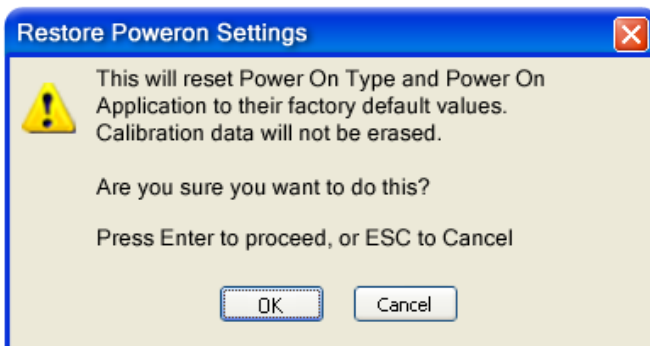 Restore Poweron Settings
This will reset Power On Type and Power On
Application to their factory default values.
Calibration data will not be erased.
Are you sure you want to do this?
Press Enter to proceed, or ESC to Cancel
OK
Cancel